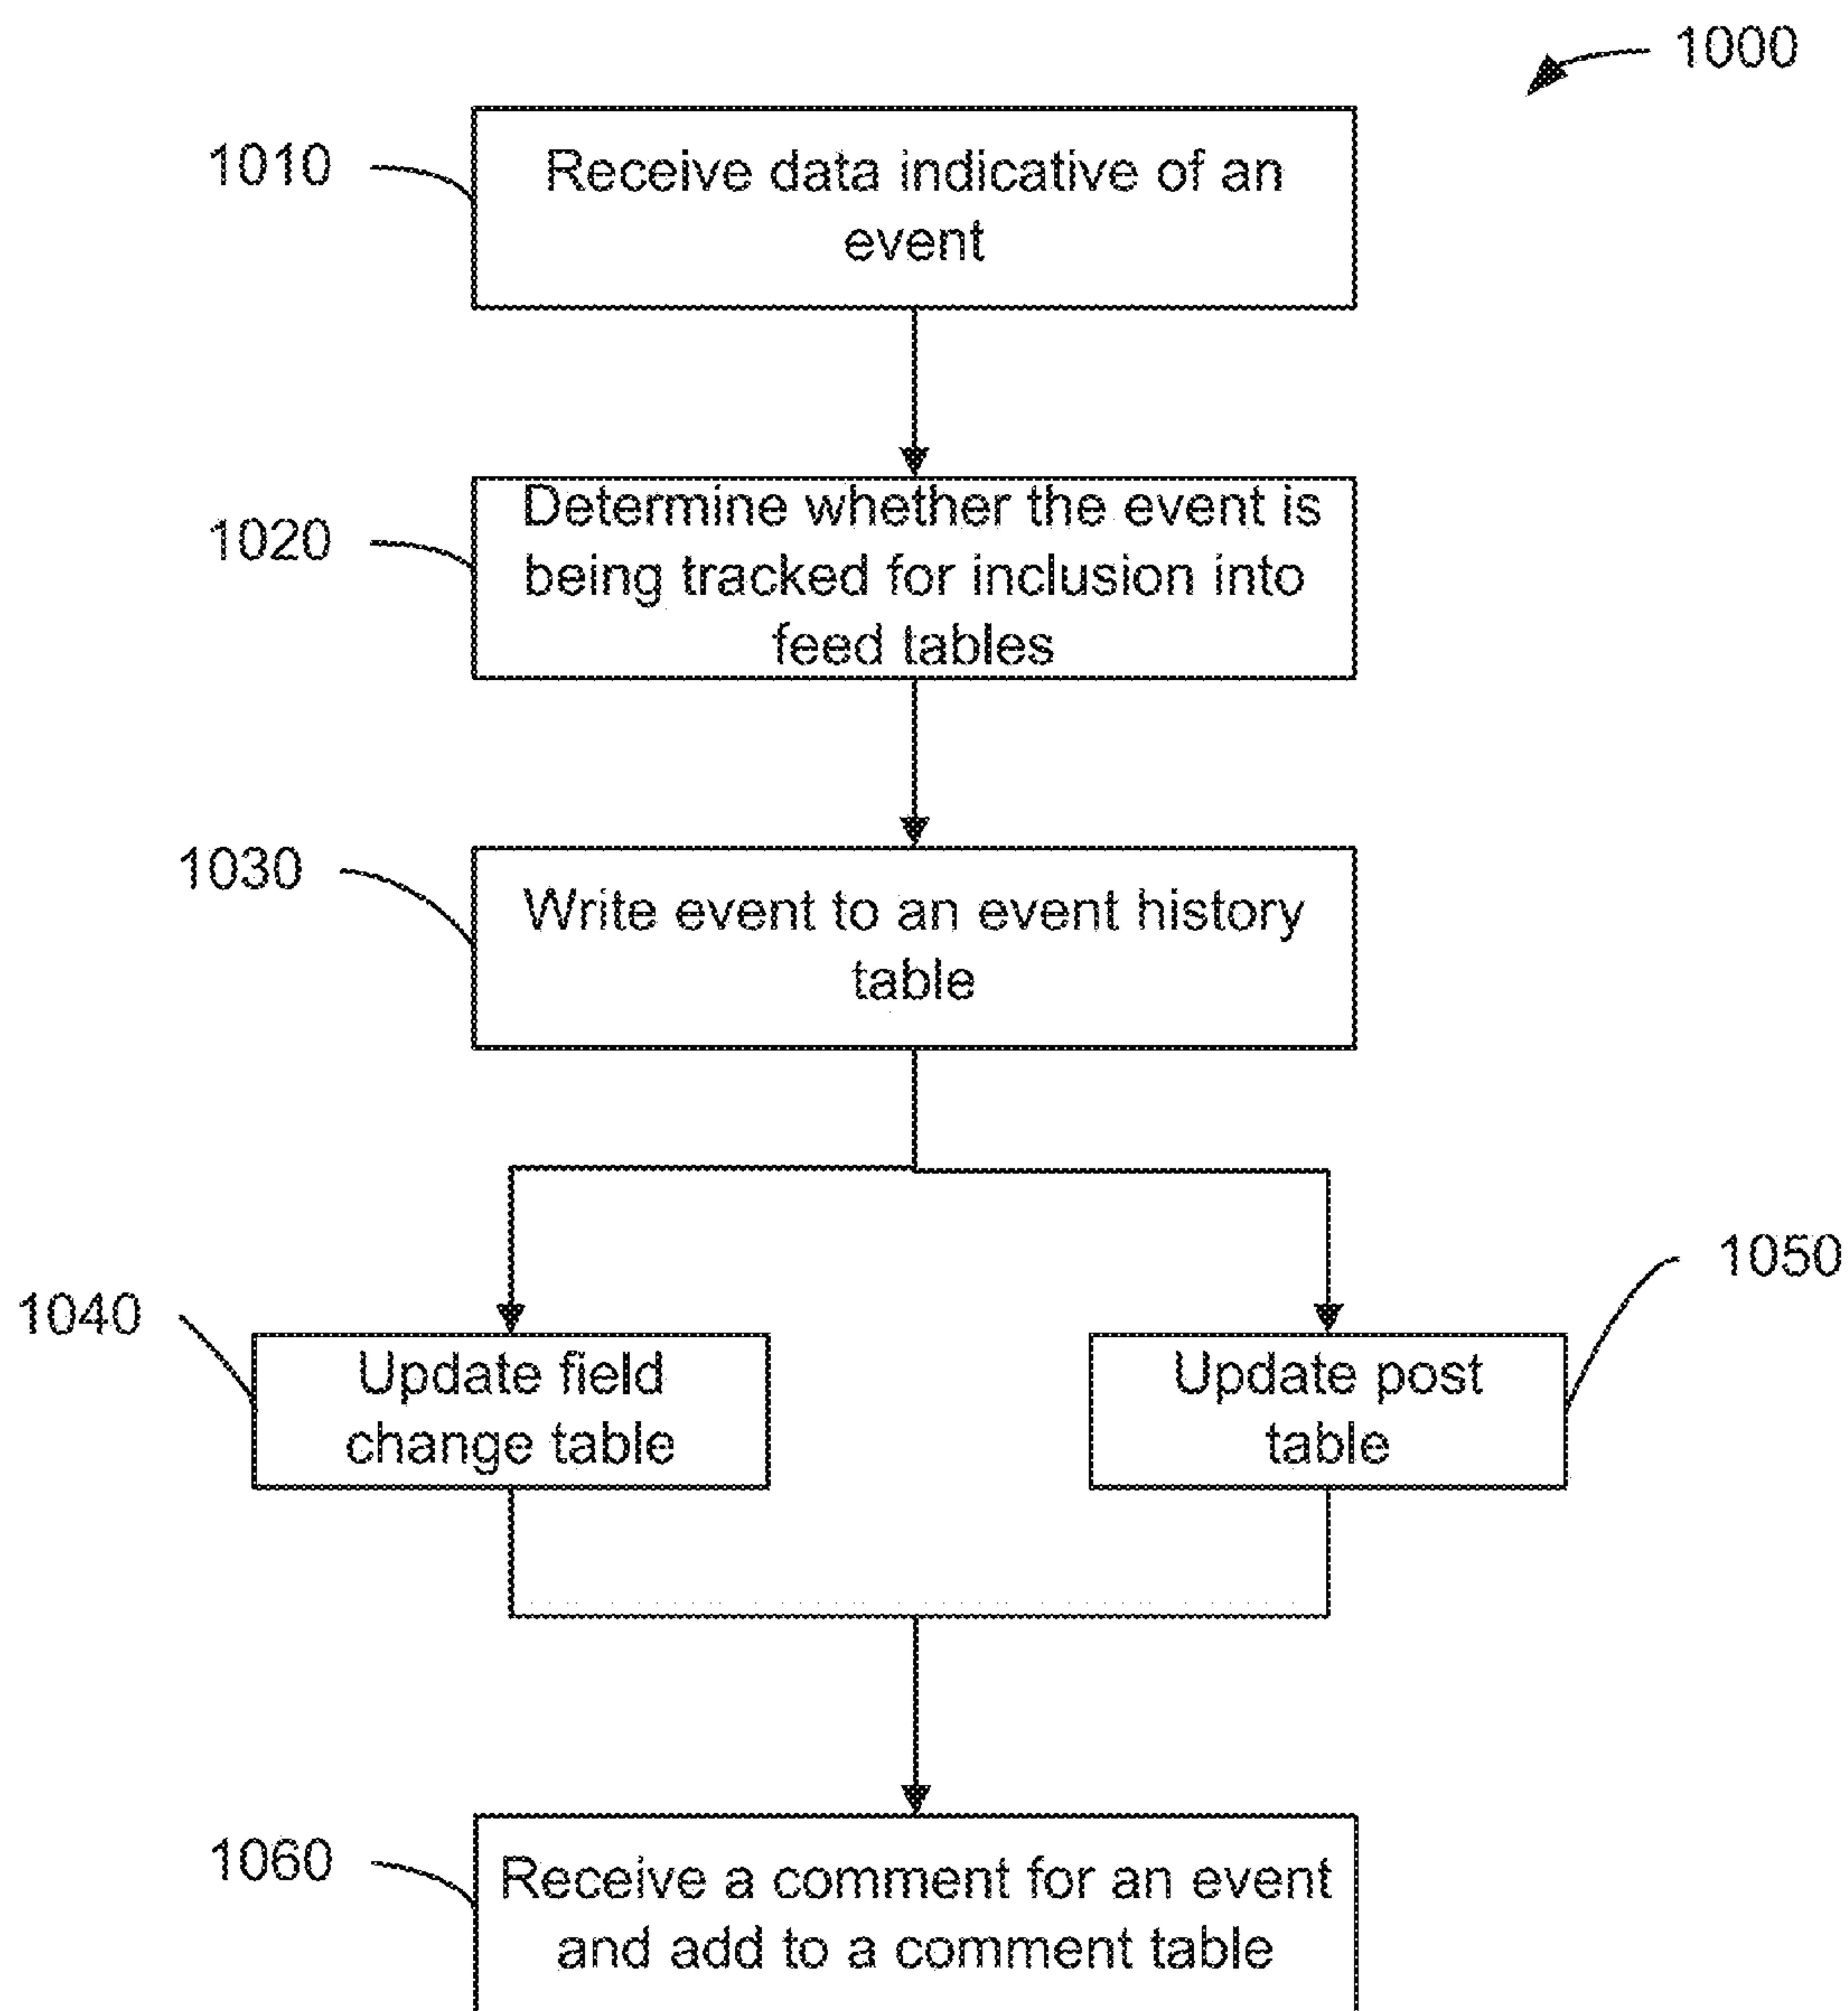 1000
1010
Receive data indicative of an
event
1020
Determine whether the event is
being tracked for inclusion into
feed tables
1030
Write event to an event history
table
1040
Update field
change table
1050
Update post
table
1060
Receive a comment for an event
and add to a comment table